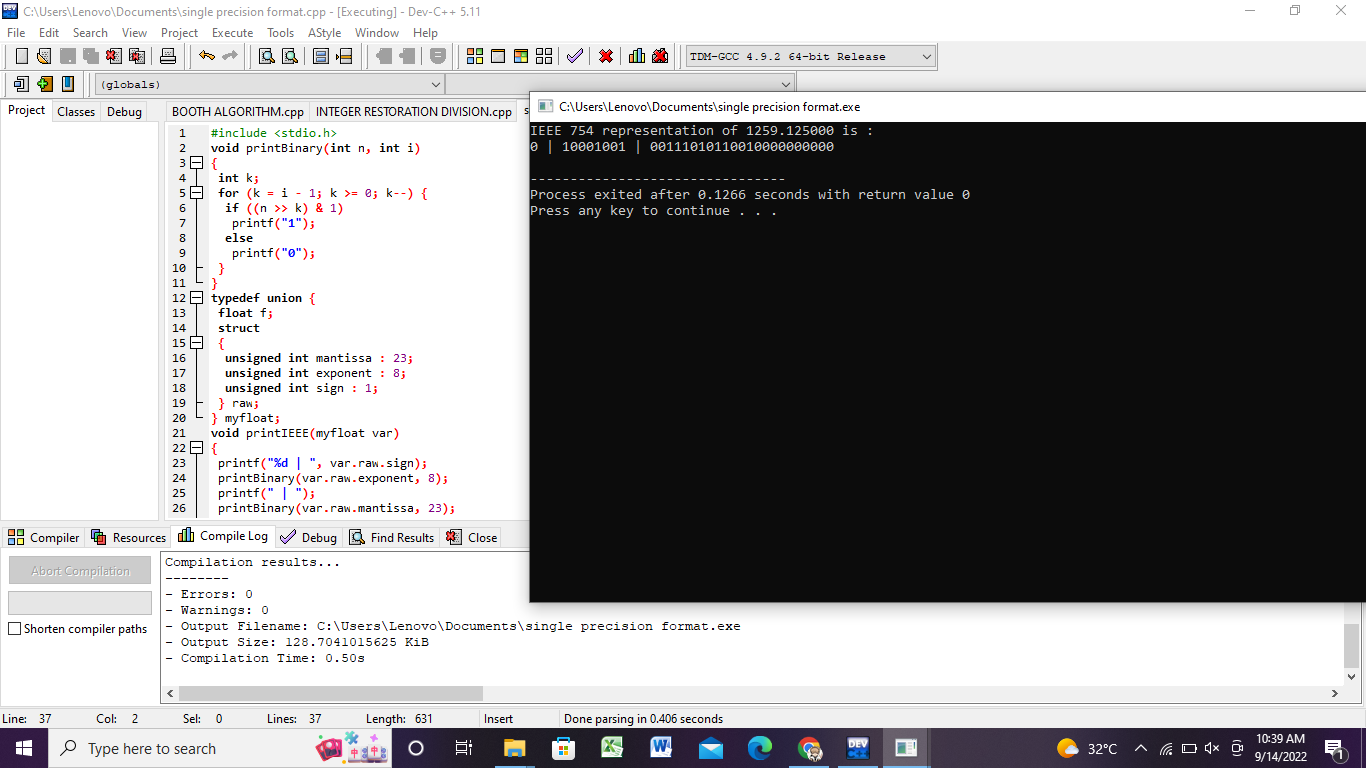 C:\Users\Lenovo\Documents\single precision format.cpp - [Executing] - Dev-C++ 5.11
File Edit Search View Project Execute Tools AStyle Window Help
TDM-GCC 4.9.2 64-bit Release
(globals)
Project Classes Debug
BOOTH ALGORITHM.cpp INTEGER RESTORATION DIVISION.cpp
1 #include <stdio.h>
2 void printBinary(int n, int i)
3 {
4 int k;
5 for (k = i - 1; k >= 0; k--) {
6 if ((n >> k) & 1)
7 printf("1");
8 else
9 printf("0");
10 }
11 }
12 typedef union {
13 float f;
14 struct
15 {
16 unsigned int mantissa : 23;
17 unsigned int exponent : 8;
18 unsigned int sign : 1;
19 } raw;
20 } myfloat;
21 void printIEEE(myfloat var)
22 {
23 printf("%d | ", var.raw.sign);
24 printBinary(var.raw.exponent, 8);
25 printf(" | ");
26 printBinary(var.raw.mantissa, 23);
C:\Users\Lenovo\Documents\single precision format.exe
IEEE 754 representation of 1259.125000 is :
0 | 10001001 | 00111010110010000000000
--------------------------------
Process exited after 0.1266 seconds with return value 0
Press any key to continue . . .
Compiler Resources Compile Log Debug Find Results Close
Abort Compilation
Shorten compiler paths
Compilation results...
--------
- Errors: 0
- Warnings: 0
- Output Filename: C:\Users\Lenovo\Documents\single precision format.exe
- Output Size: 128.7041015625 KiB
- Compilation Time: 0.50s
Line: 37 Col: 2 Sel: 0 Lines: 37 Length: 631 Insert Done parsing in 0.406 seconds
Type here to search
32°C
10:39 AM
9/14/2022
1